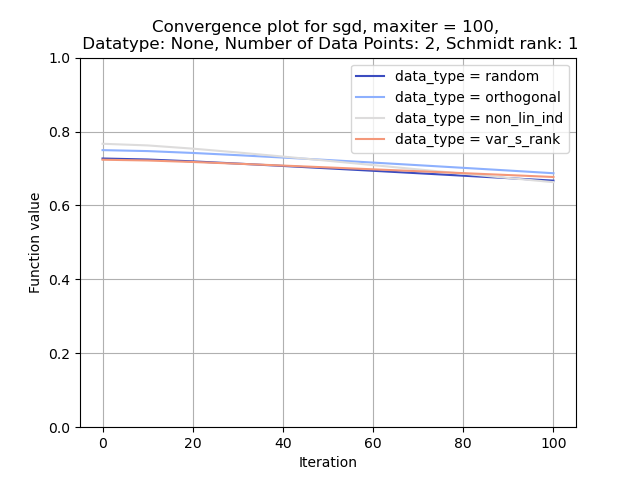 Convergence plot for sgd, maxiter = 100,
Datatype: None, Number of Data Points: 2, Schmidt rank: 1
data_type = random
data_type = orthogonal
data_type = non_lin_ind
data_type = var_s_rank
Function value
1.0
0.8
0.6
0.4
0.2
0.0
0 20 40 60 80 100
Iteration